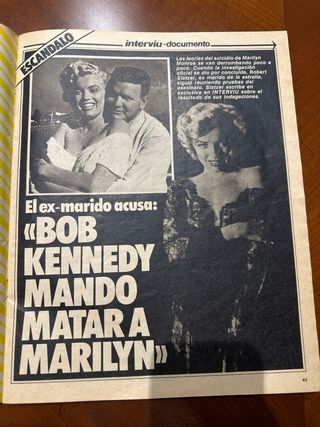 ESCANDALO
interviu-documento
Las teorías del suicidio de Marilyn
Monroe se van derrumbando poco a
poco. Cuando la investigación
oficial se dio por concluida, Robert
Slatzer, ex marido de la estrella,
siguió reuniendo pruebas del
asesinato. Slatzer escribe en
exclusiva en INTERVIU sobre el
resultado de sus indagaciones.
El ex-marido acusa:
«BOB
KENNEDY
MANDO
MATAR A
MARILYN»
43